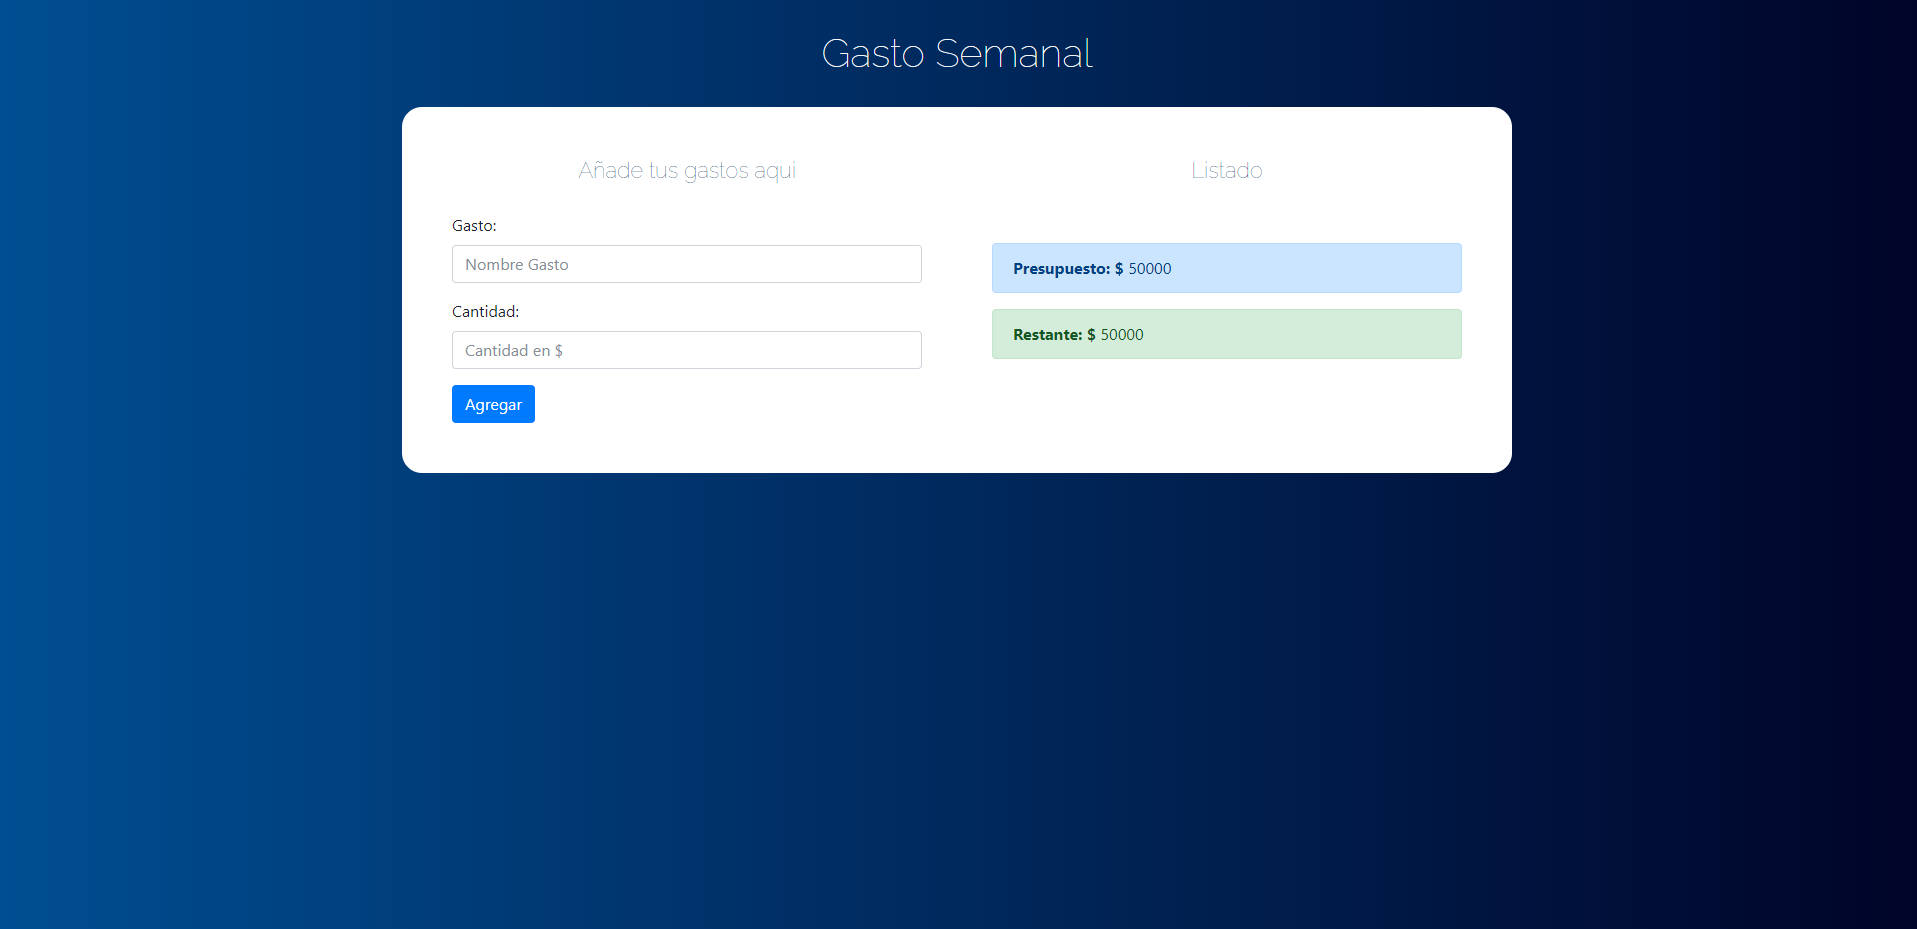 Gasto Semanal
Añade tus gastos aqui
Gasto:
Nombre Gasto
Cantidad:
Cantidad en $
Agregar
Listado
Presupuesto: $ 50000
Restante: $ 50000